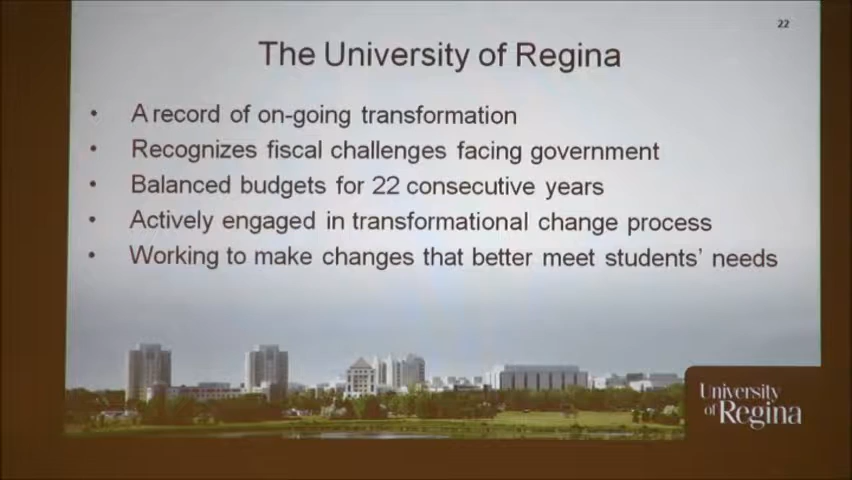 22
The University of Regina
• A record of on-going transformation
• Recognizes fiscal challenges facing government
• Balanced budgets for 22 consecutive years
• Actively engaged in transformational change process
• Working to make changes that better meet students' needs
University
of Regina